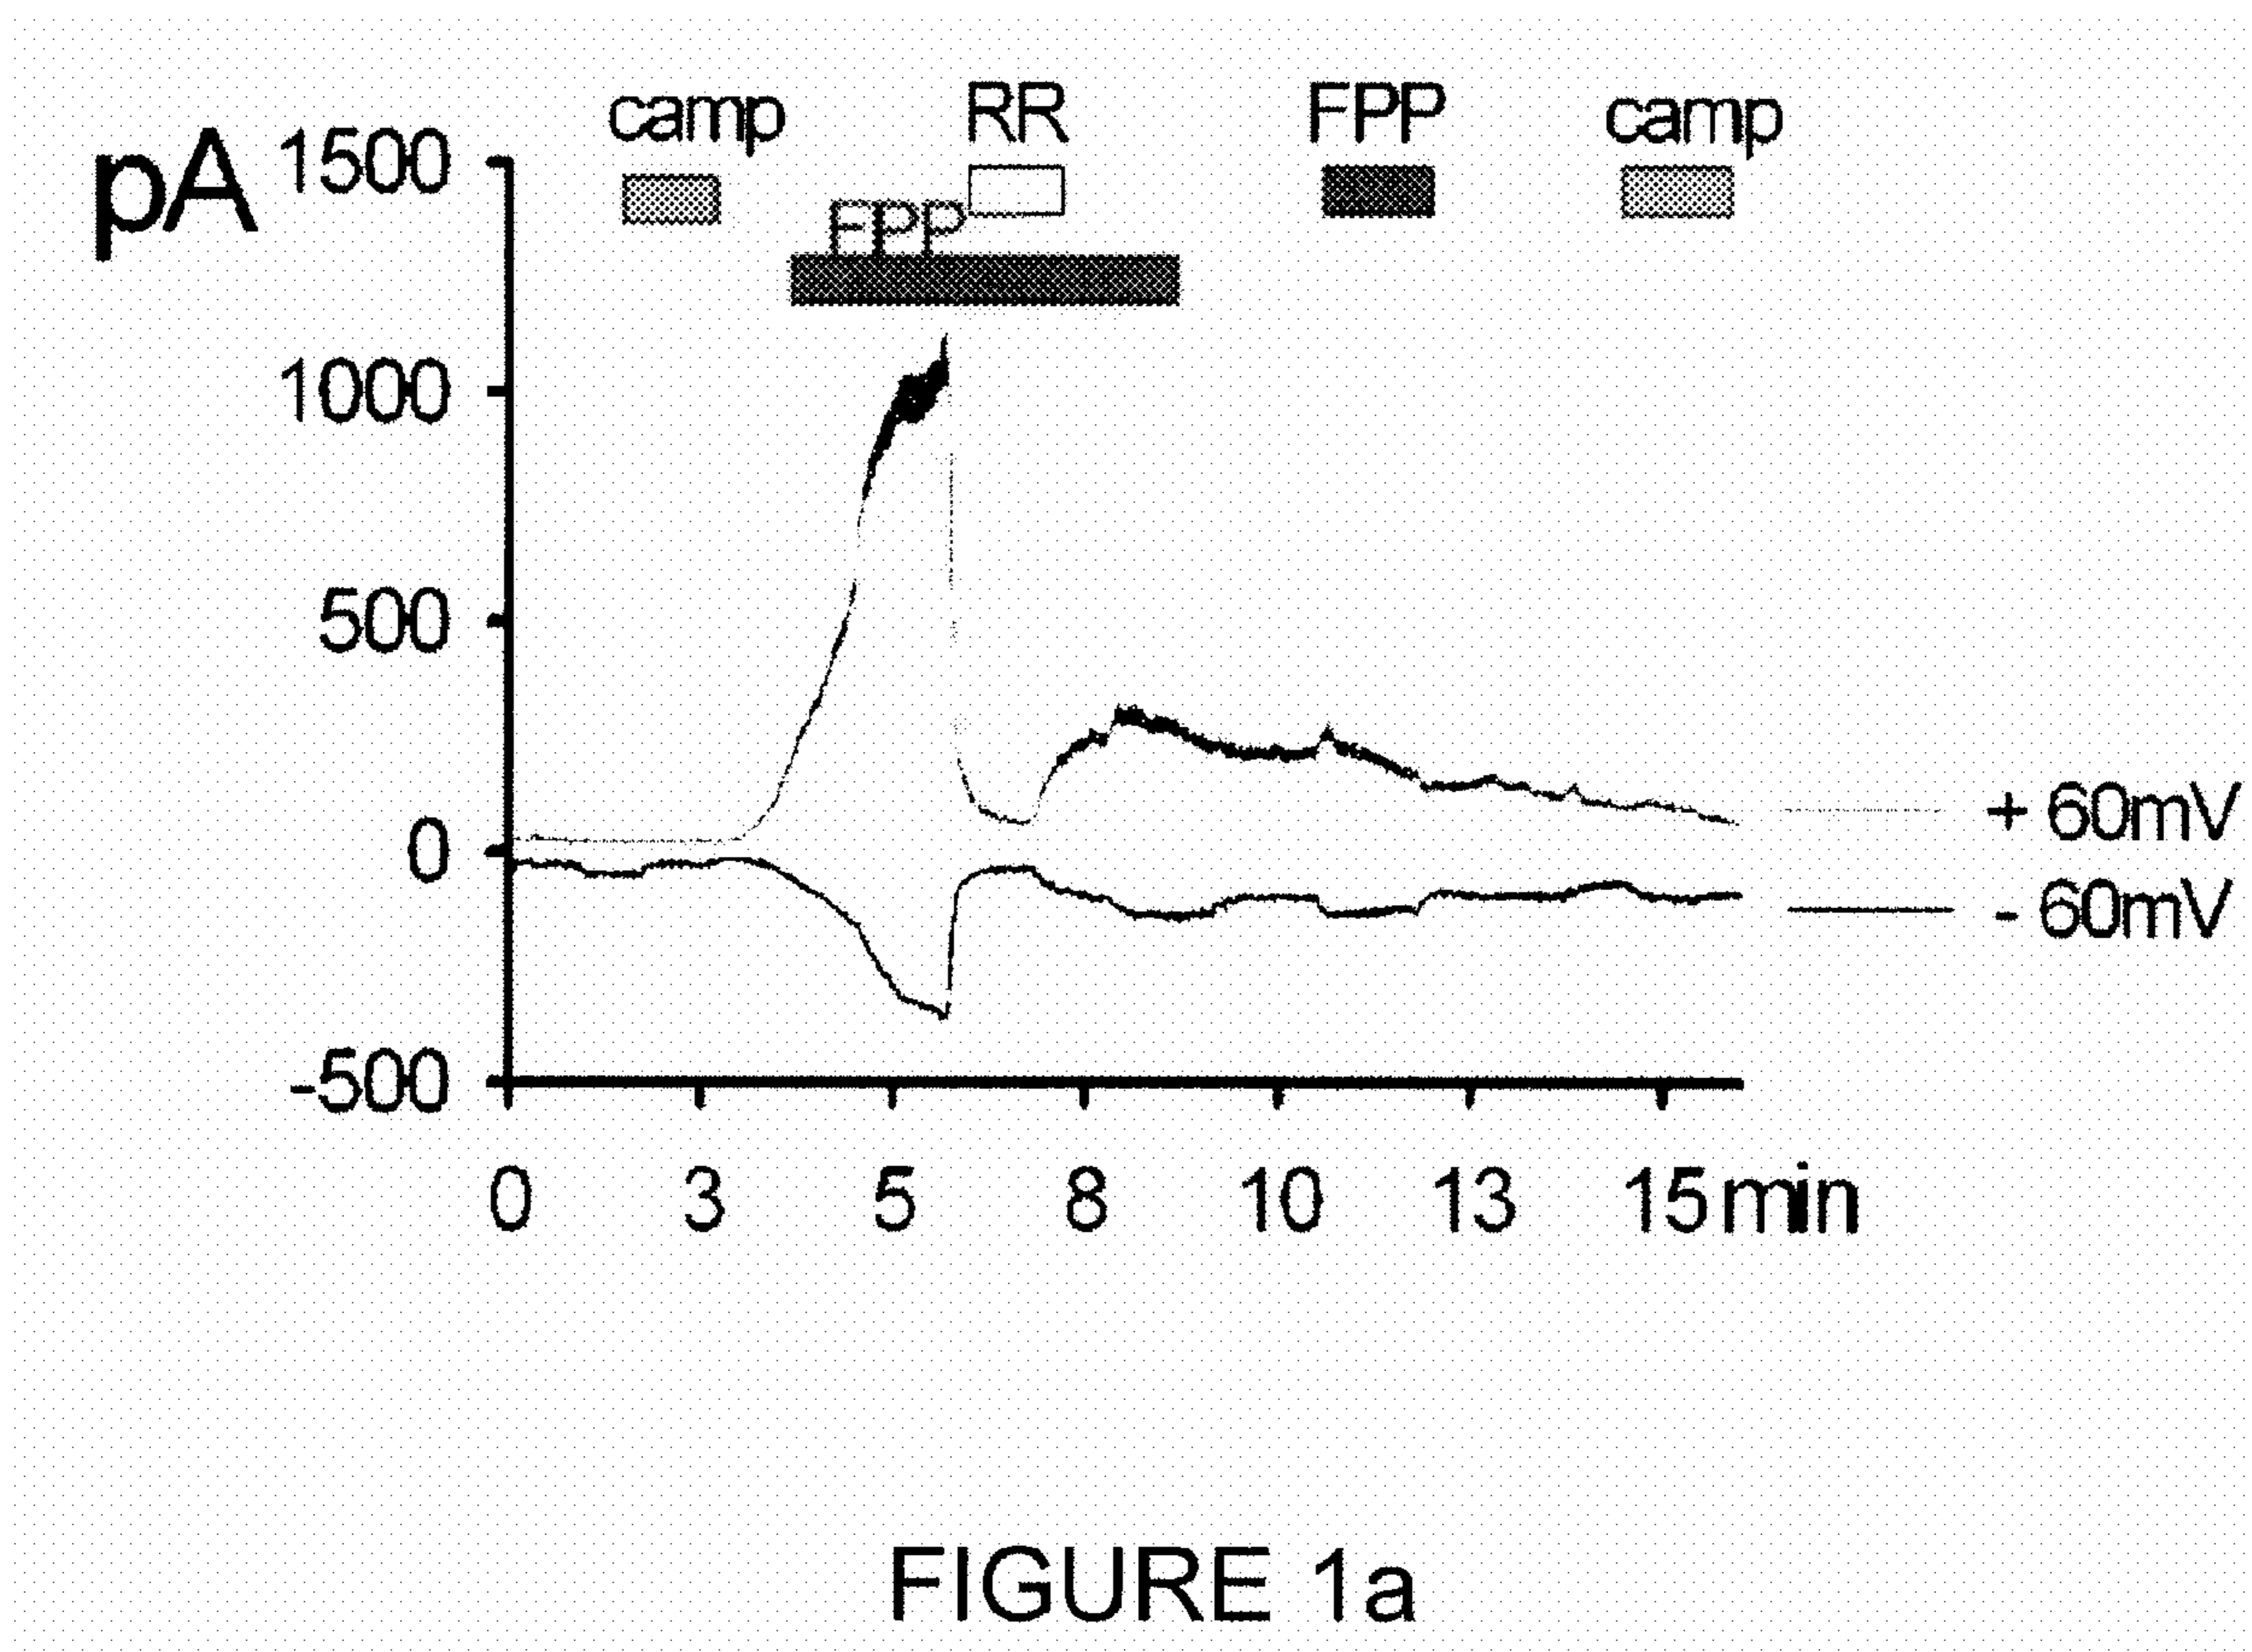 camp RR FPP camp
pA 1500
FPP
1000
500
0
+ 60mV
- 60mV
-500
0 3 5 8 10 13 15 min
FIGURE 1a